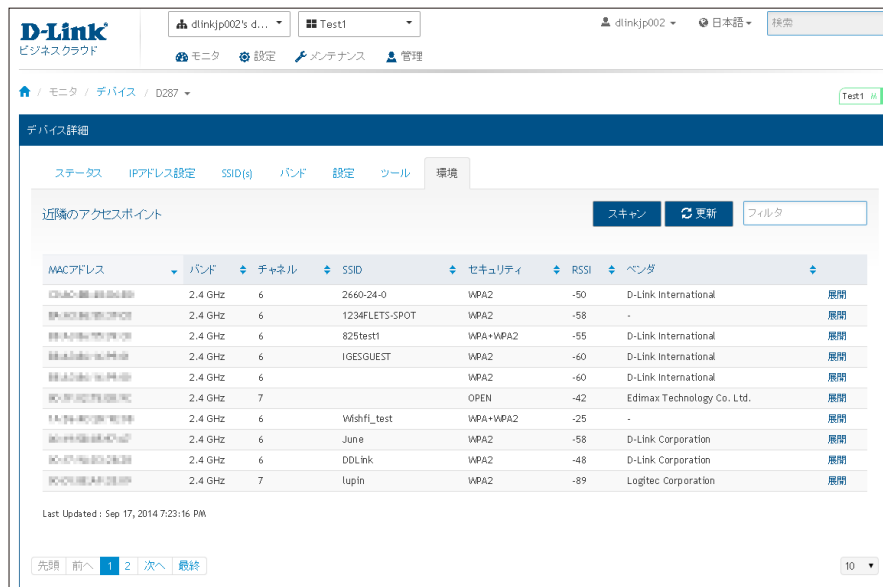 D-Link
ビジネスクラウド
dlinkjp002's d...
Test1
dlinkjp002
日本語
検索
モニタ 設定 メンテナンス 管理
/ モニタ / デバイス / D287
Test1
デバイス詳細
ステータス IPアドレス設定 SSID(s) バンド 設定 ツール 環境
近隣のアクセスポイント
スキャン 更新 フィルタ
MACアドレス バンド チャネル SSID セキュリティ RSSI ベンダ
2.4 GHz 6 2660-24-0 WPA2 -50 D-Link International 展開
2.4 GHz 6 1234FLETS-SPOT WPA2 -58 - 展開
2.4 GHz 6 825test1 WPA+WPA2 -55 D-Link International 展開
2.4 GHz 6 IGESGUEST WPA2 -60 D-Link International 展開
2.4 GHz 6 WPA2 -60 D-Link International 展開
2.4 GHz 7 OPEN -42 Edimax Technology Co. Ltd. 展開
2.4 GHz 6 Wishfi_test WPA+WPA2 -25 - 展開
2.4 GHz 6 June WPA2 -58 D-Link Corporation 展開
2.4 GHz 6 DDLink WPA2 -48 D-Link Corporation 展開
2.4 GHz 7 lupin WPA2 -89 Logitec Corporation 展開
Last Updated : Sep 17, 2014 7:23:16 PM
先頭 前へ 1 2 次へ 最終
10